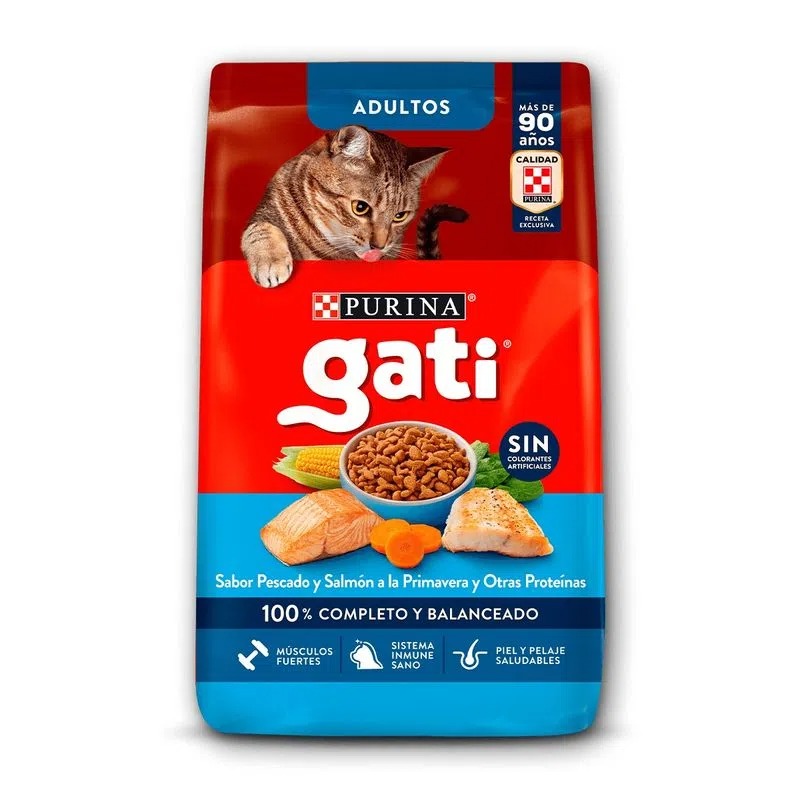 ADULTOS
MÁS DE
90
años
CALIDAD
PURINA
RECETA
EXCLUSIVA
PURINA®
gati®
SIN
COLORANTES
ARTIFICIALES
Sabor Pescado y Salmón a la Primavera y Otras Proteínas
100% COMPLETO Y BALANCEADO
MÚSCULOS
FUERTES
SISTEMA
INMUNE
SANO
PIEL Y PELAJE
SALUDABLES